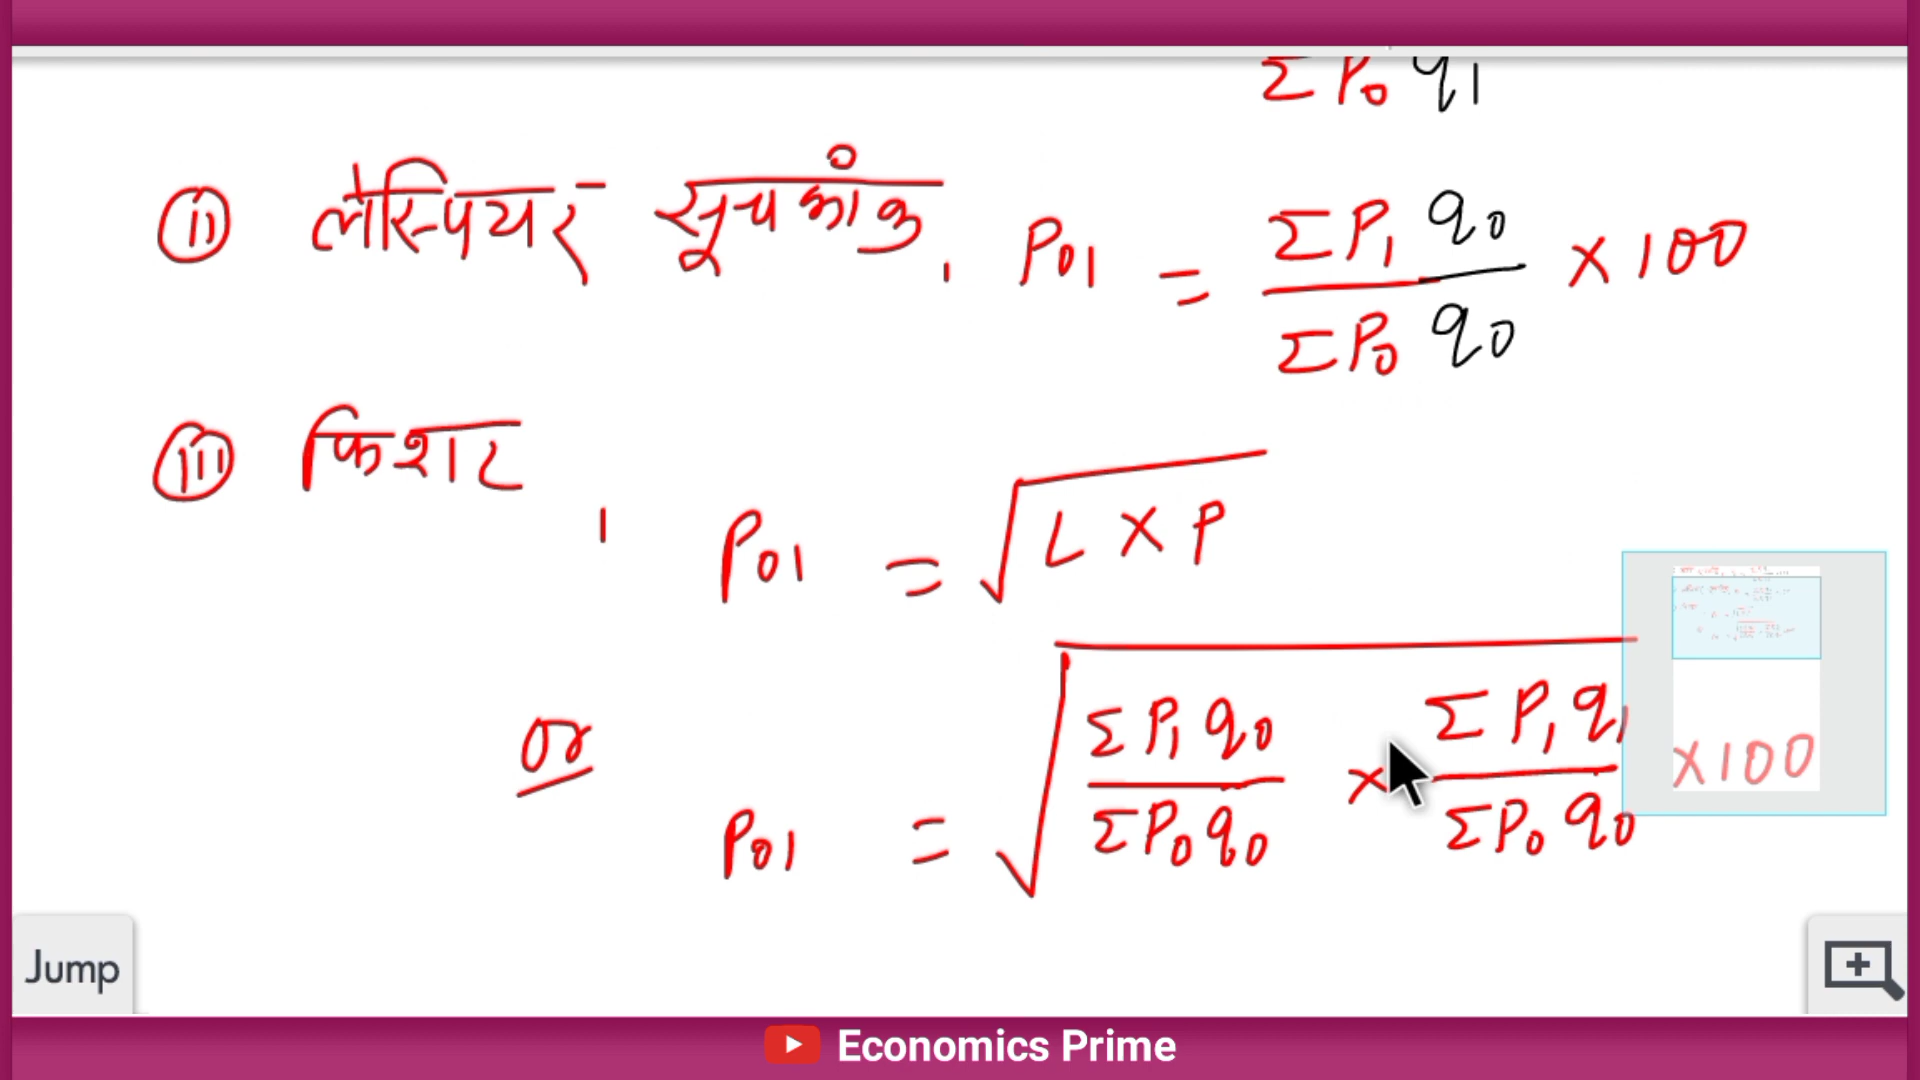 Σ P₀ q₁
(ii) लेस्पियर सूचकांक, P₀₁ = Σ P₁ q₀ / Σ P₀ q₀ × 100
(iii) फिशर,
P₀₁ = √(L × P)
Or
P₀₁ = √(Σ P₁ q₀ / Σ P₀ q₀ × Σ P₁ q₁ / Σ P₀ q₀) × 100
Jump
Economics Prime